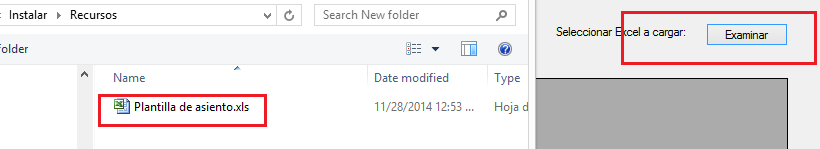 Instalar ▸ Recursos ▸
Search New folder
folder
Name
Date modified
Type
Plantilla de asiento.xls
11/28/2014 12:53 ...
Hoja d
Seleccionar Excel a cargar:
Examinar